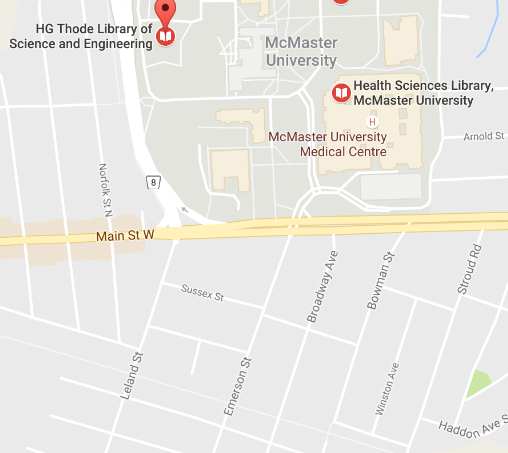 HG Thode Library of
Science and Engineering
McMaster
University
Health Sciences Library,
McMaster University
H
McMaster University
Medical Centre
Arnold St
Norfolk St N
8
Main St W
Sussex St
Broadway Ave
Bowman St
Stroud Rd
Leland St
Emerson St
Winston Ave
Haddon Ave S